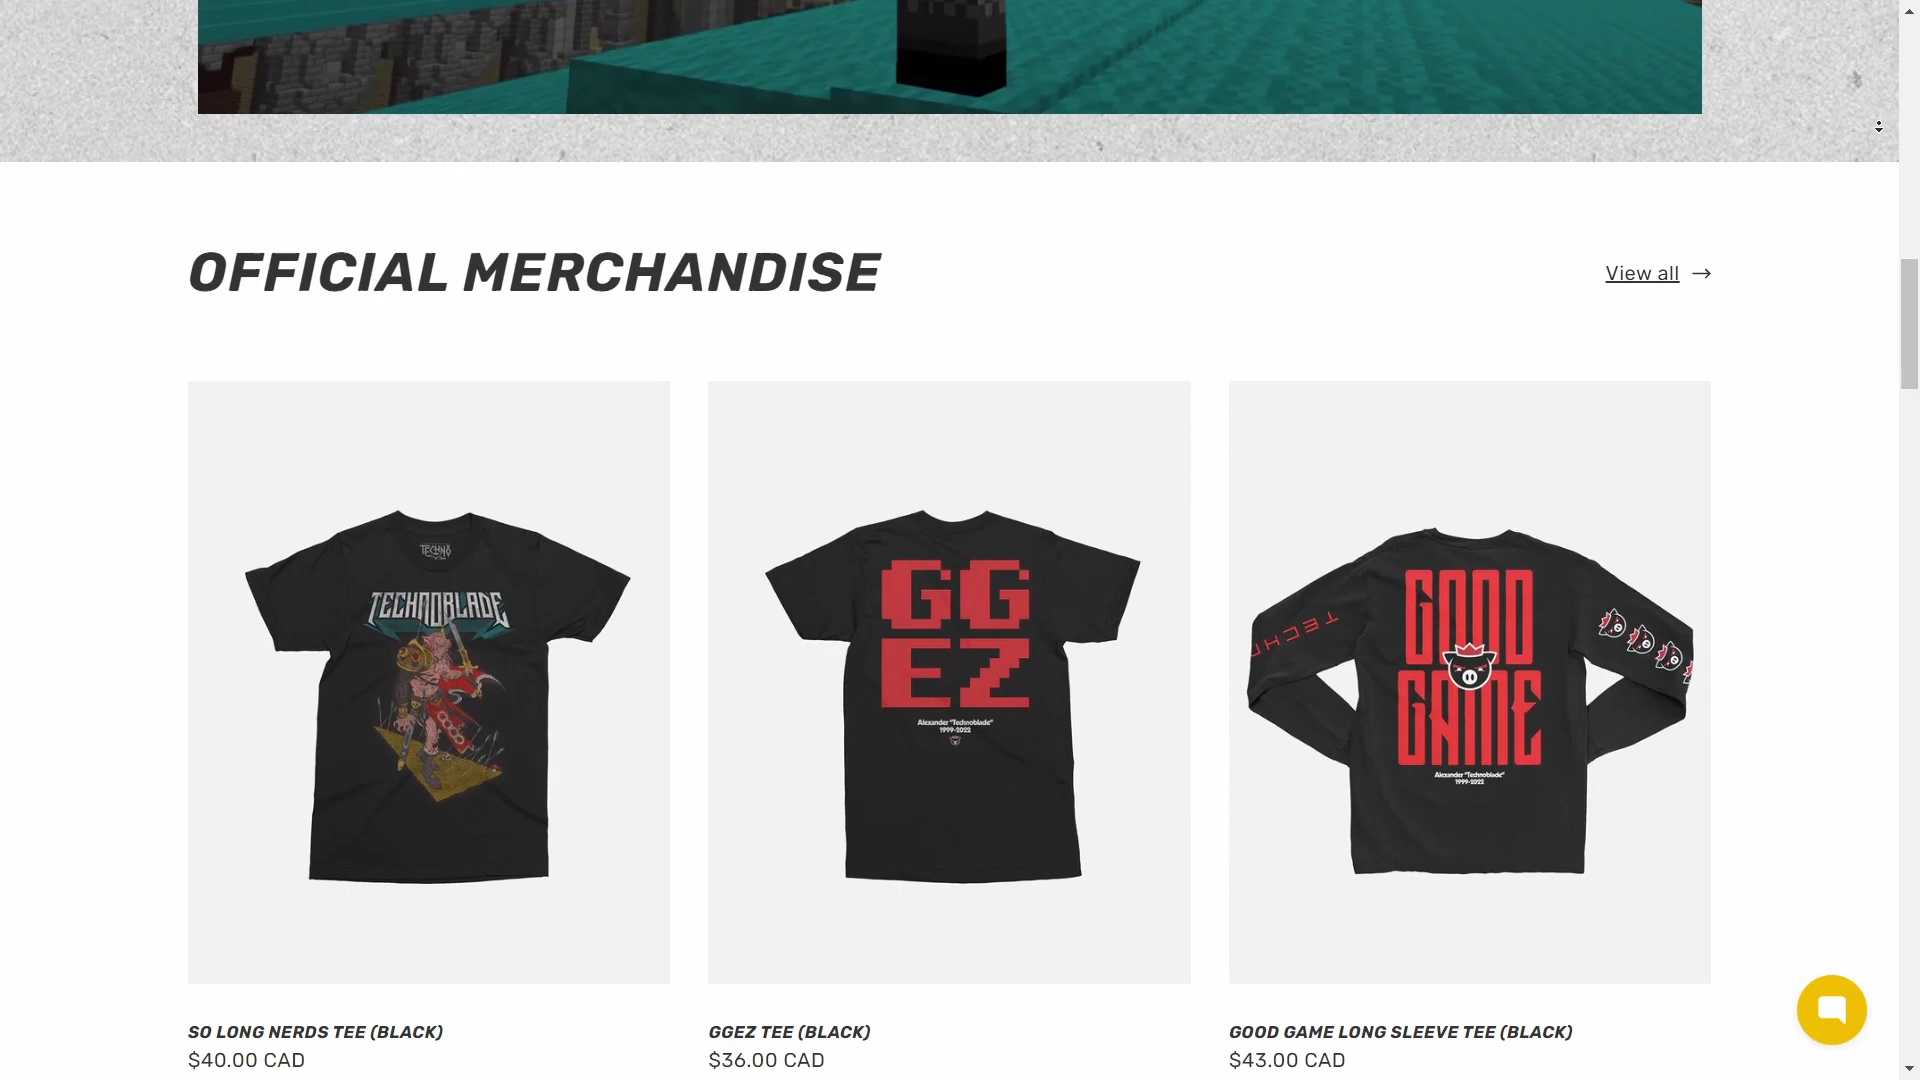 OFFICIAL MERCHANDISE
View all →
TECHNO
TECHNOBLADE
GG
EZ
Alexander "Technoblade"
1999-2022
TECHN
GOOD
GAME
Alexander "Technoblade"
1999-2022
SO LONG NERDS TEE (BLACK)
$40.00 CAD
GGEZ TEE (BLACK)
$36.00 CAD
GOOD GAME LONG SLEEVE TEE (BLACK)
$43.00 CAD